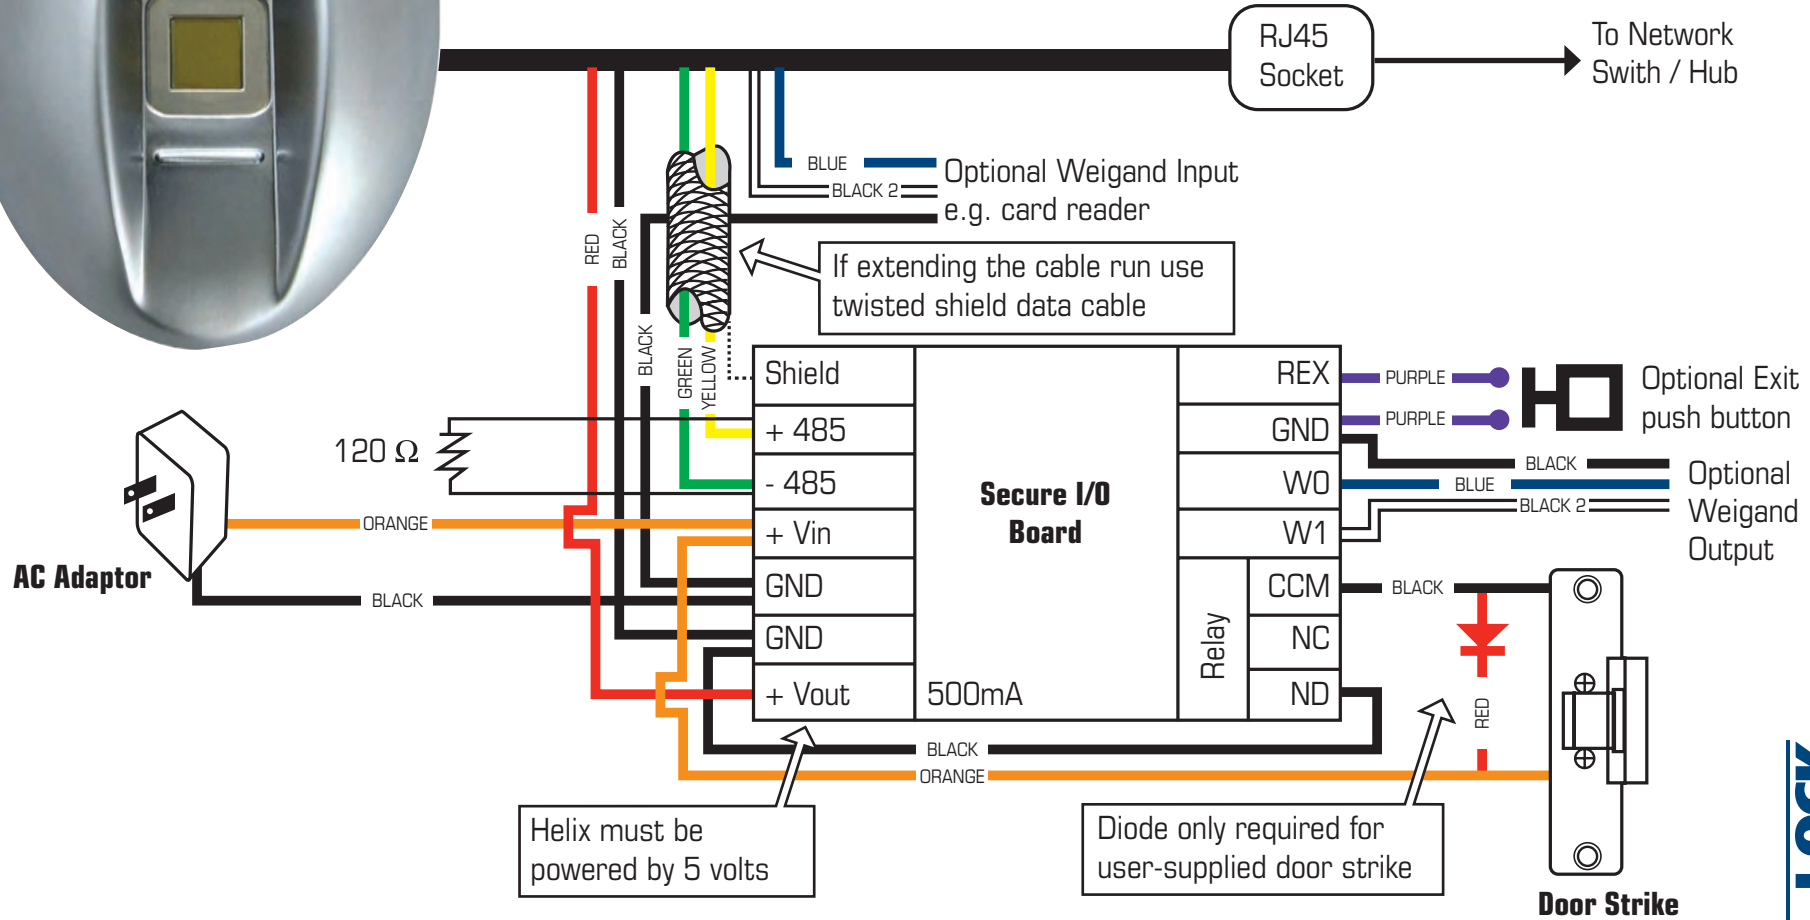 RJ45
Socket
To Network
Swith / Hub
BLUE
BLACK 2
Optional Weigand Input
e.g. card reader
RED
BLACK
If extending the cable run use
twisted shield data cable
BLACK
GREEN
YELLOW
Shield
+ 485
- 485
+ Vin
GND
GND
+ Vout
500mA
Secure I/O
Board
REX
GND
W0
W1
Relay
CCM
NC
ND
PURPLE
PURPLE
Optional Exit
push button
BLACK
BLUE
BLACK 2
Optional
Weigand
Output
120 Ω
ORANGE
BLACK
AC Adaptor
BLACK
RED
BLACK
ORANGE
Helix must be
powered by 5 volts
Diode only required for
user-supplied door strike
Door Strike
LOCK